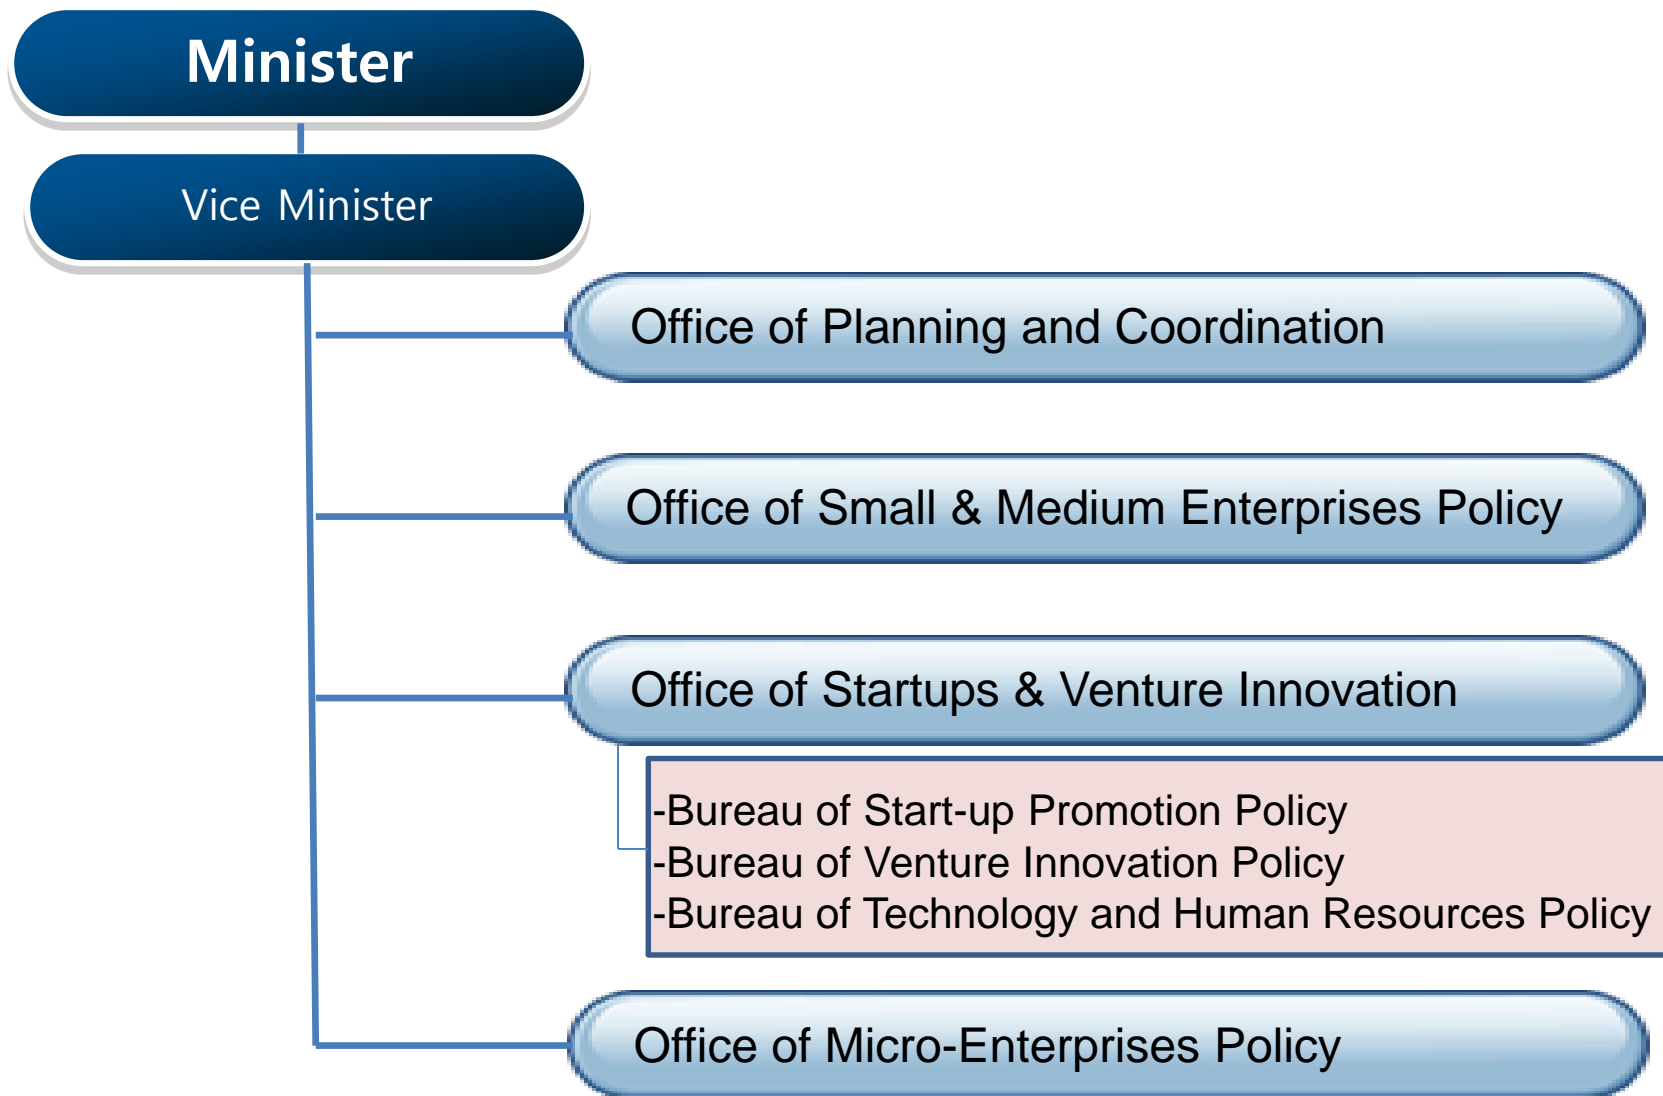 Minister
Vice Minister
Office of Planning and Coordination
Office of Small & Medium Enterprises Policy
Office of Startups & Venture Innovation
-Bureau of Start-up Promotion Policy
-Bureau of Venture Innovation Policy
-Bureau of Technology and Human Resources Policy
Office of Micro-Enterprises Policy